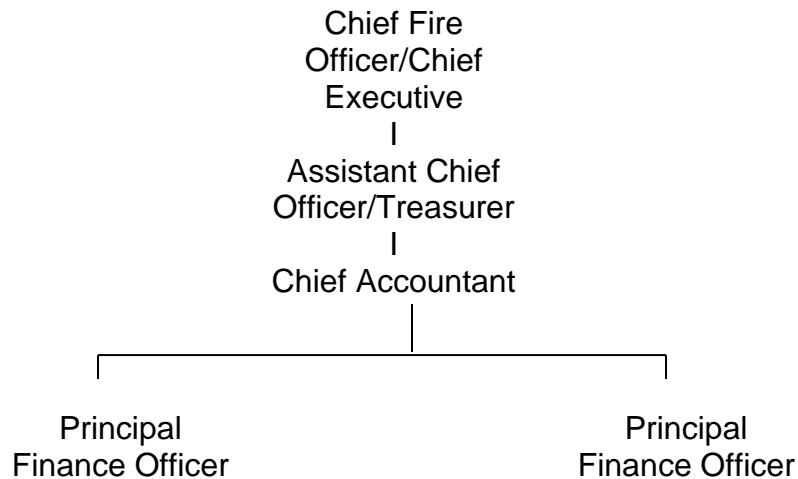 Chief Fire
Officer/Chief
Executive
Assistant Chief
Officer/Treasurer
Chief Accountant
Principal
Finance Officer
Principal
Finance Officer